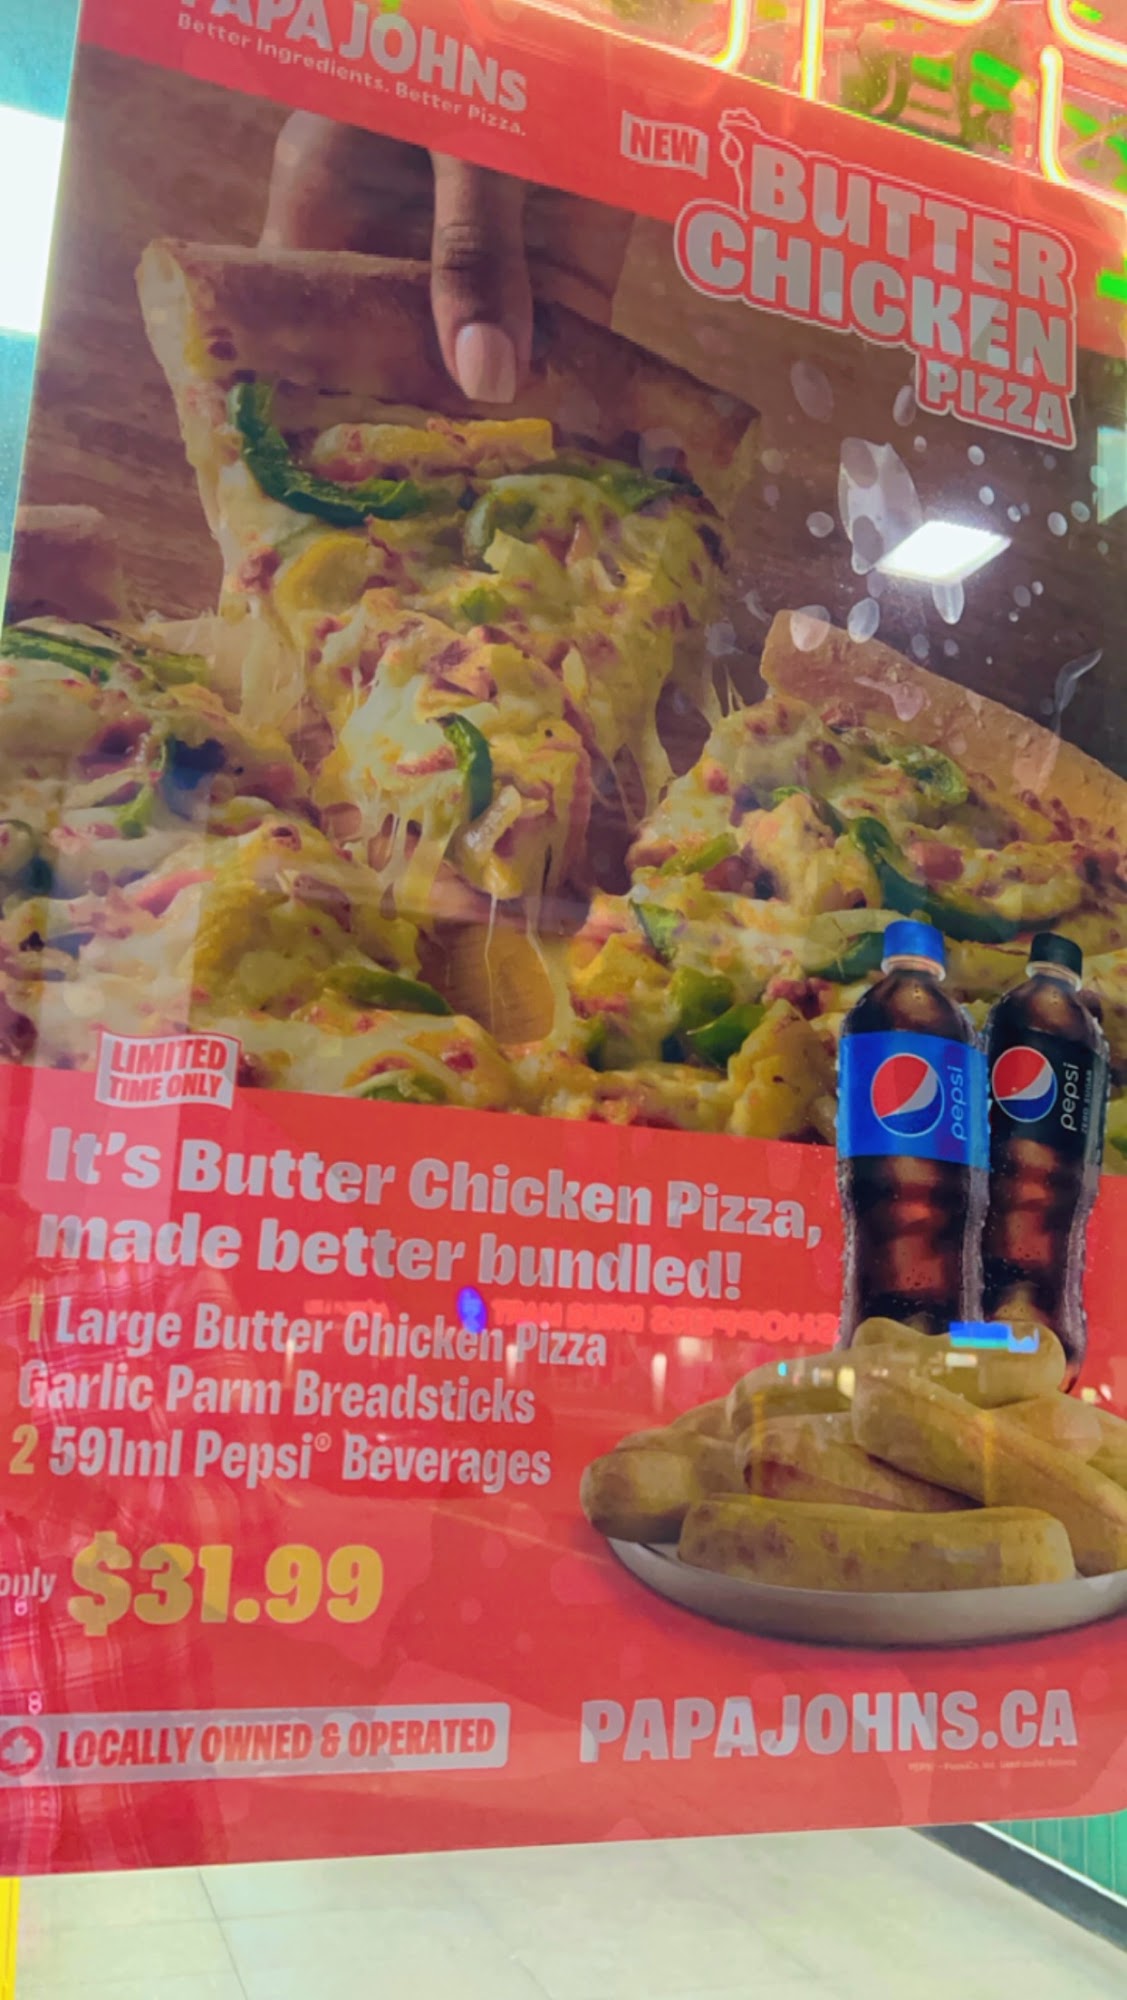 PAPA JOHNS
Better Ingredients. Better Pizza.
NEW
BUTTER
CHICKEN
PIZZA
LIMITED
TIME ONLY
It's Butter Chicken Pizza,
made better bundled!
1 Large Butter Chicken Pizza
Garlic Parm Breadsticks
2 591ml Pepsi® Beverages
only $31.99
pepsi
pepsi
ZERO SUGAR
LOCALLY OWNED & OPERATED
PAPAJOHNS.CA